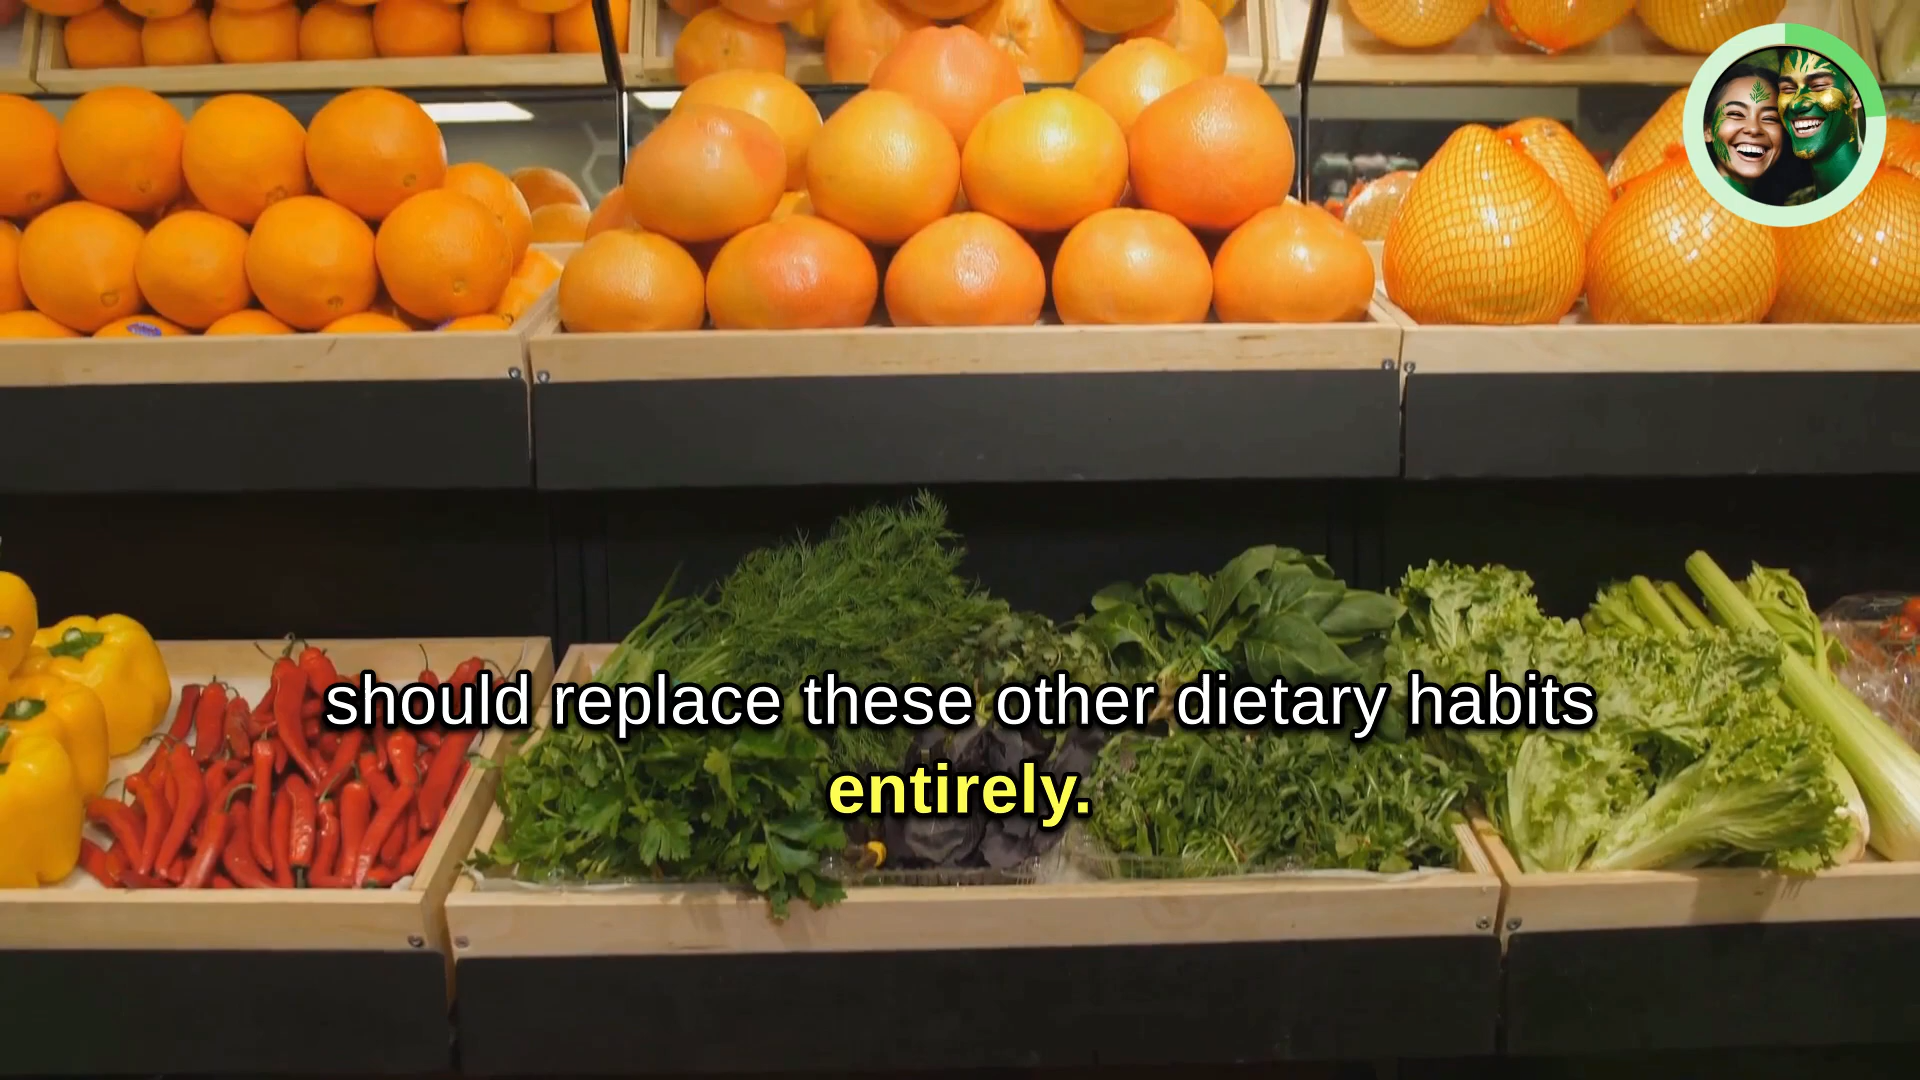 should replace these other dietary habits
entirely.